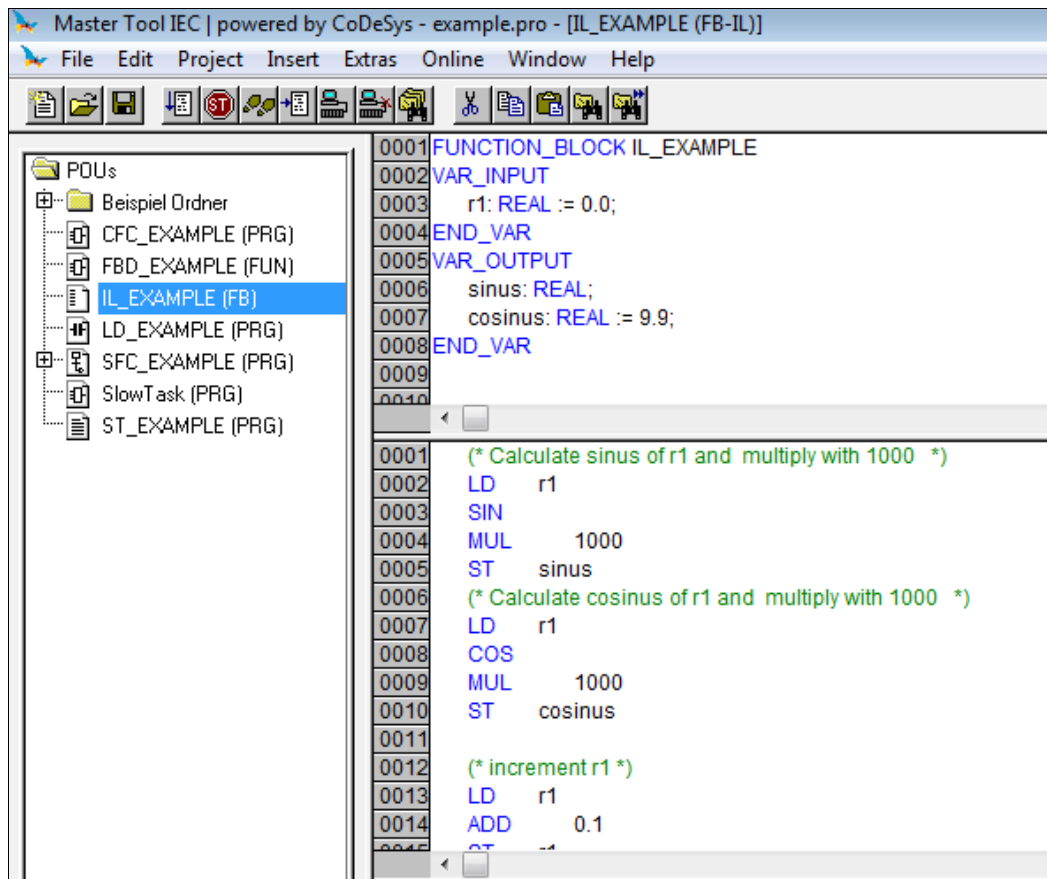 Master Tool IEC | powered by CoDeSys - example.pro - [IL_EXAMPLE (FB-IL)]
File Edit Project Insert Extras Online Window Help
ST
POUs
Beispiel Ordner
CFC_EXAMPLE (PRG)
FBD_EXAMPLE (FUN)
IL_EXAMPLE (FB)
LD_EXAMPLE (PRG)
SFC_EXAMPLE (PRG)
SlowTask (PRG)
ST_EXAMPLE (PRG)
0001 FUNCTION_BLOCK IL_EXAMPLE
0002 VAR_INPUT
0003 r1: REAL := 0.0;
0004 END_VAR
0005 VAR_OUTPUT
0006 sinus: REAL;
0007 cosinus: REAL := 9.9;
0008 END_VAR
0009
0010
0001 (* Calculate sinus of r1 and multiply with 1000 *)
0002 LD r1
0003 SIN
0004 MUL 1000
0005 ST sinus
0006 (* Calculate cosinus of r1 and multiply with 1000 *)
0007 LD r1
0008 COS
0009 MUL 1000
0010 ST cosinus
0011
0012 (* increment r1 *)
0013 LD r1
0014 ADD 0.1
0015 ST r1